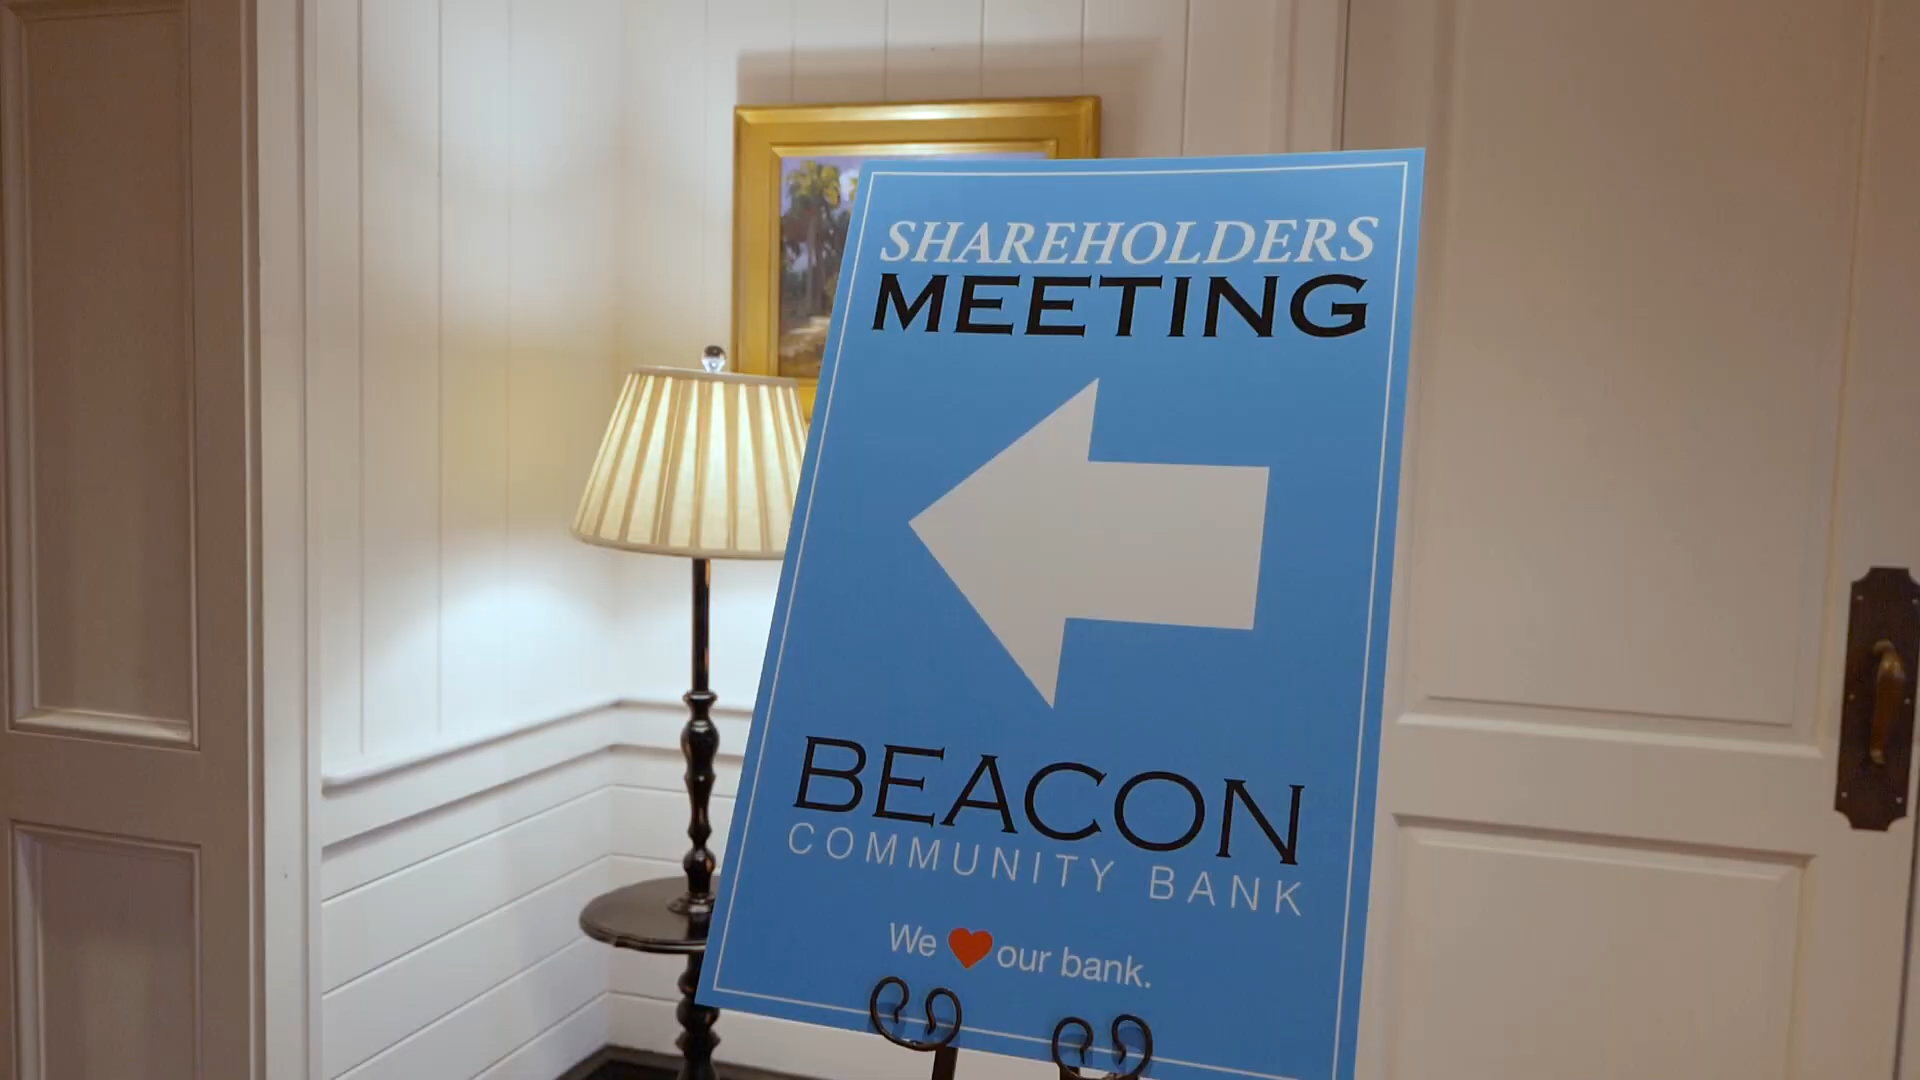 SHAREHOLDERS
MEETING
BEACON
COMMUNITY BANK
We ❤ our bank.